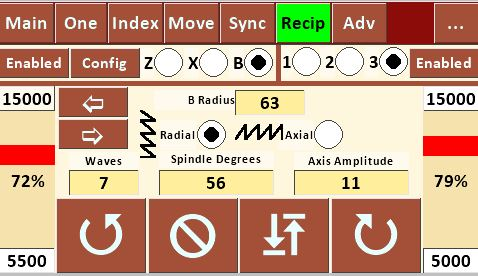 Main One Index Move Sync Recip Adv ...
Enabled Config Z X B 1 2 3 Enabled
15000 B Radius 63 15000
Radial Axial
Waves Spindle Degrees Axis Amplitude
72% 7 56 11 79%
5500 5000